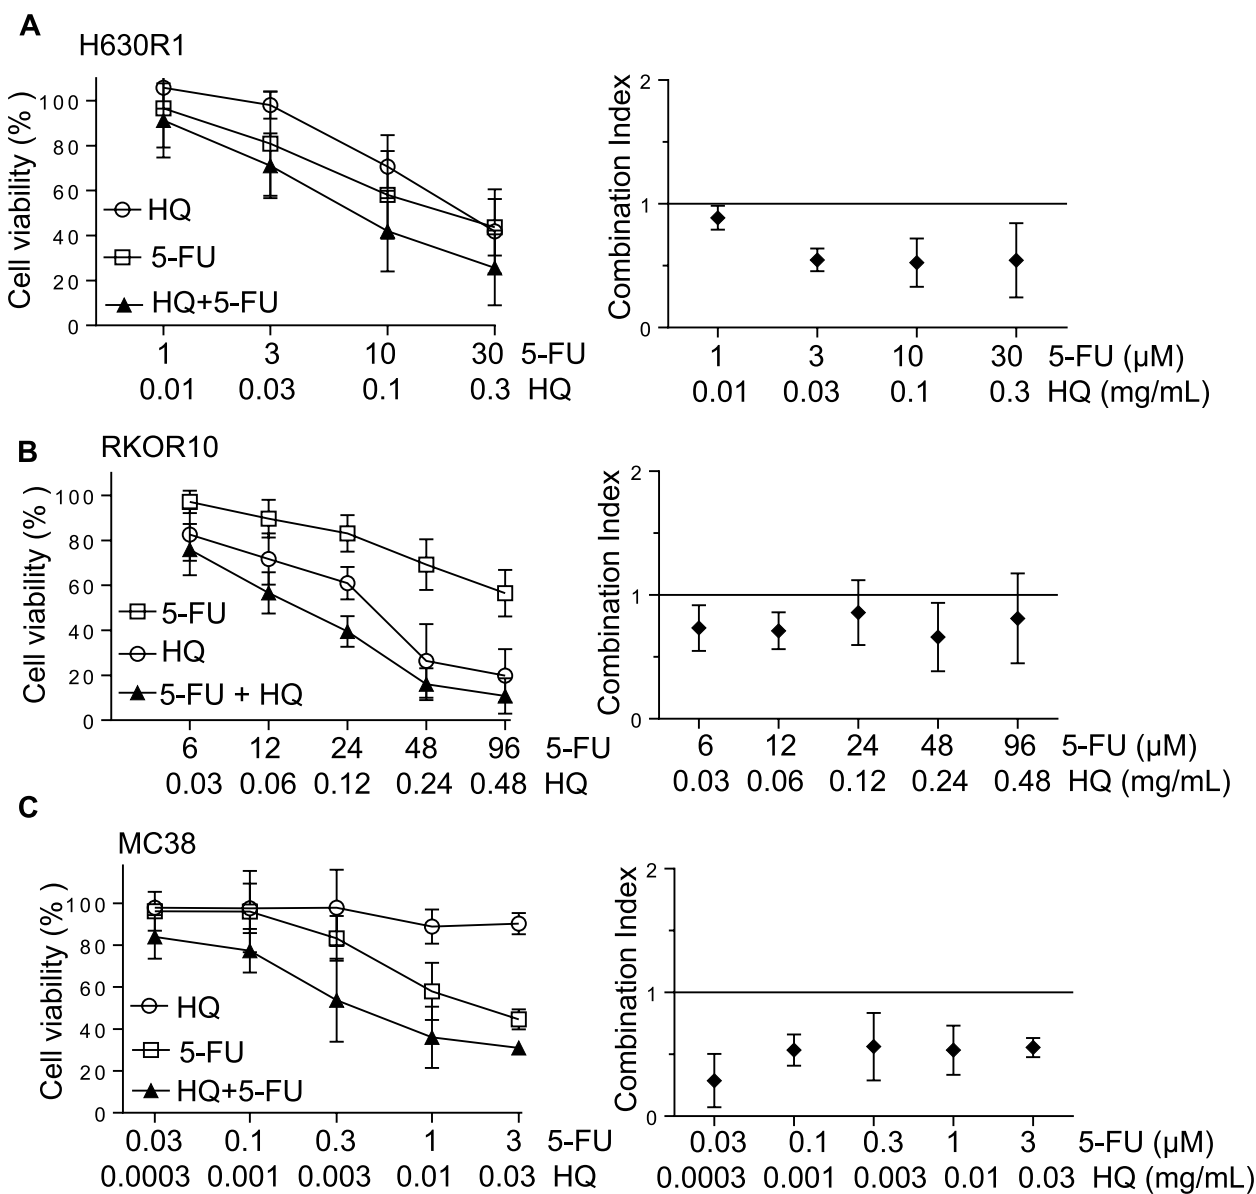 A
H630R1
Cell viability (% )
100
80
60
40
20
0
HQ
5-FU
HQ+5-FU
1 3 10 30 5-FU
0.01 0.03 0.1 0.3 HQ
Combination Index
2
1
0
1 3 10 30 5-FU (µM)
0.01 0.03 0.1 0.3 HQ (mg/mL)
B
RKOR10
Cell viability (% )
100
80
60
40
20
0
5-FU
HQ
5-FU + HQ
6 12 24 48 96 5-FU
0.03 0.06 0.12 0.24 0.48 HQ
Combination Index
2
1
0
6 12 24 48 96 5-FU (µM)
0.03 0.06 0.12 0.24 0.48 HQ (mg/mL)
C
MC38
Cell viability (% )
100
80
60
40
20
0
HQ
5-FU
HQ+5-FU
0.03 0.1 0.3 1 3 5-FU
0.0003 0.001 0.003 0.01 0.03 HQ
Combination Index
2
1
0
0.03 0.1 0.3 1 3 5-FU (µM)
0.0003 0.001 0.003 0.01 0.03 HQ (mg/mL)